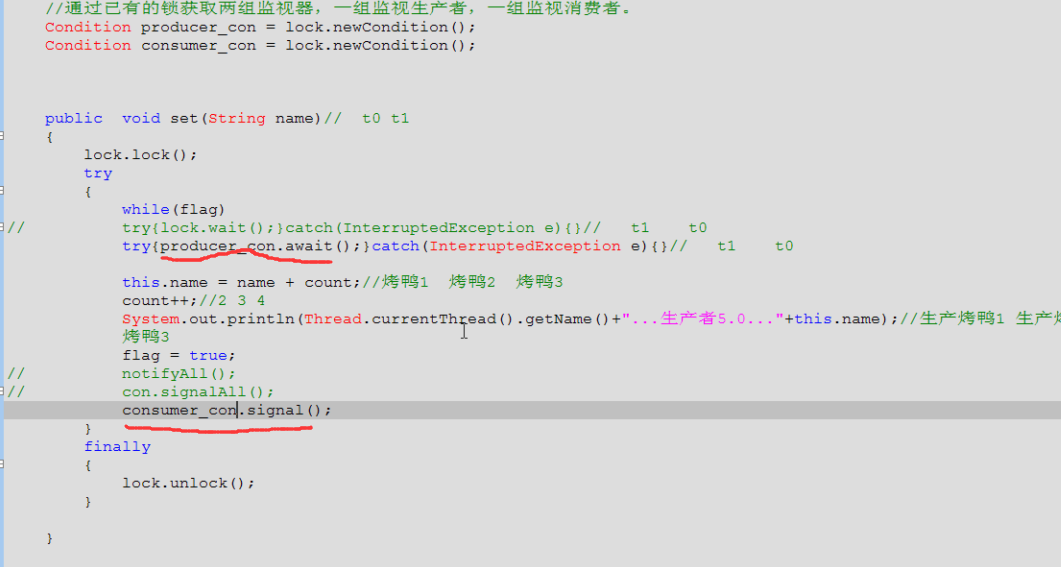 //通过已有的锁获取两组监视器，一组监视生产者，一组监视消费者。
Condition producer_con = lock.newCondition();
Condition consumer_con = lock.newCondition();
public  void set(String name)//  t0 t1
{
lock.lock();
try
{
while(flag)
//          try{lock.wait();}catch(InterruptedException e){}//   t1    t0
try{producer_con.await();}catch(InterruptedException e){}//   t1    t0
this.name = name + count;//烤鸭1  烤鸭2  烤鸭3
count++;//2 3 4
System.out.println(Thread.currentThread().getName()+"...生产者5.0..."+this.name);//生产烤鸭1 生产
烤鸭3
flag = true;
//          notifyAll();
//          con.signalAll();
consumer_con.signal();
}
finally
{
lock.unlock();
}
}